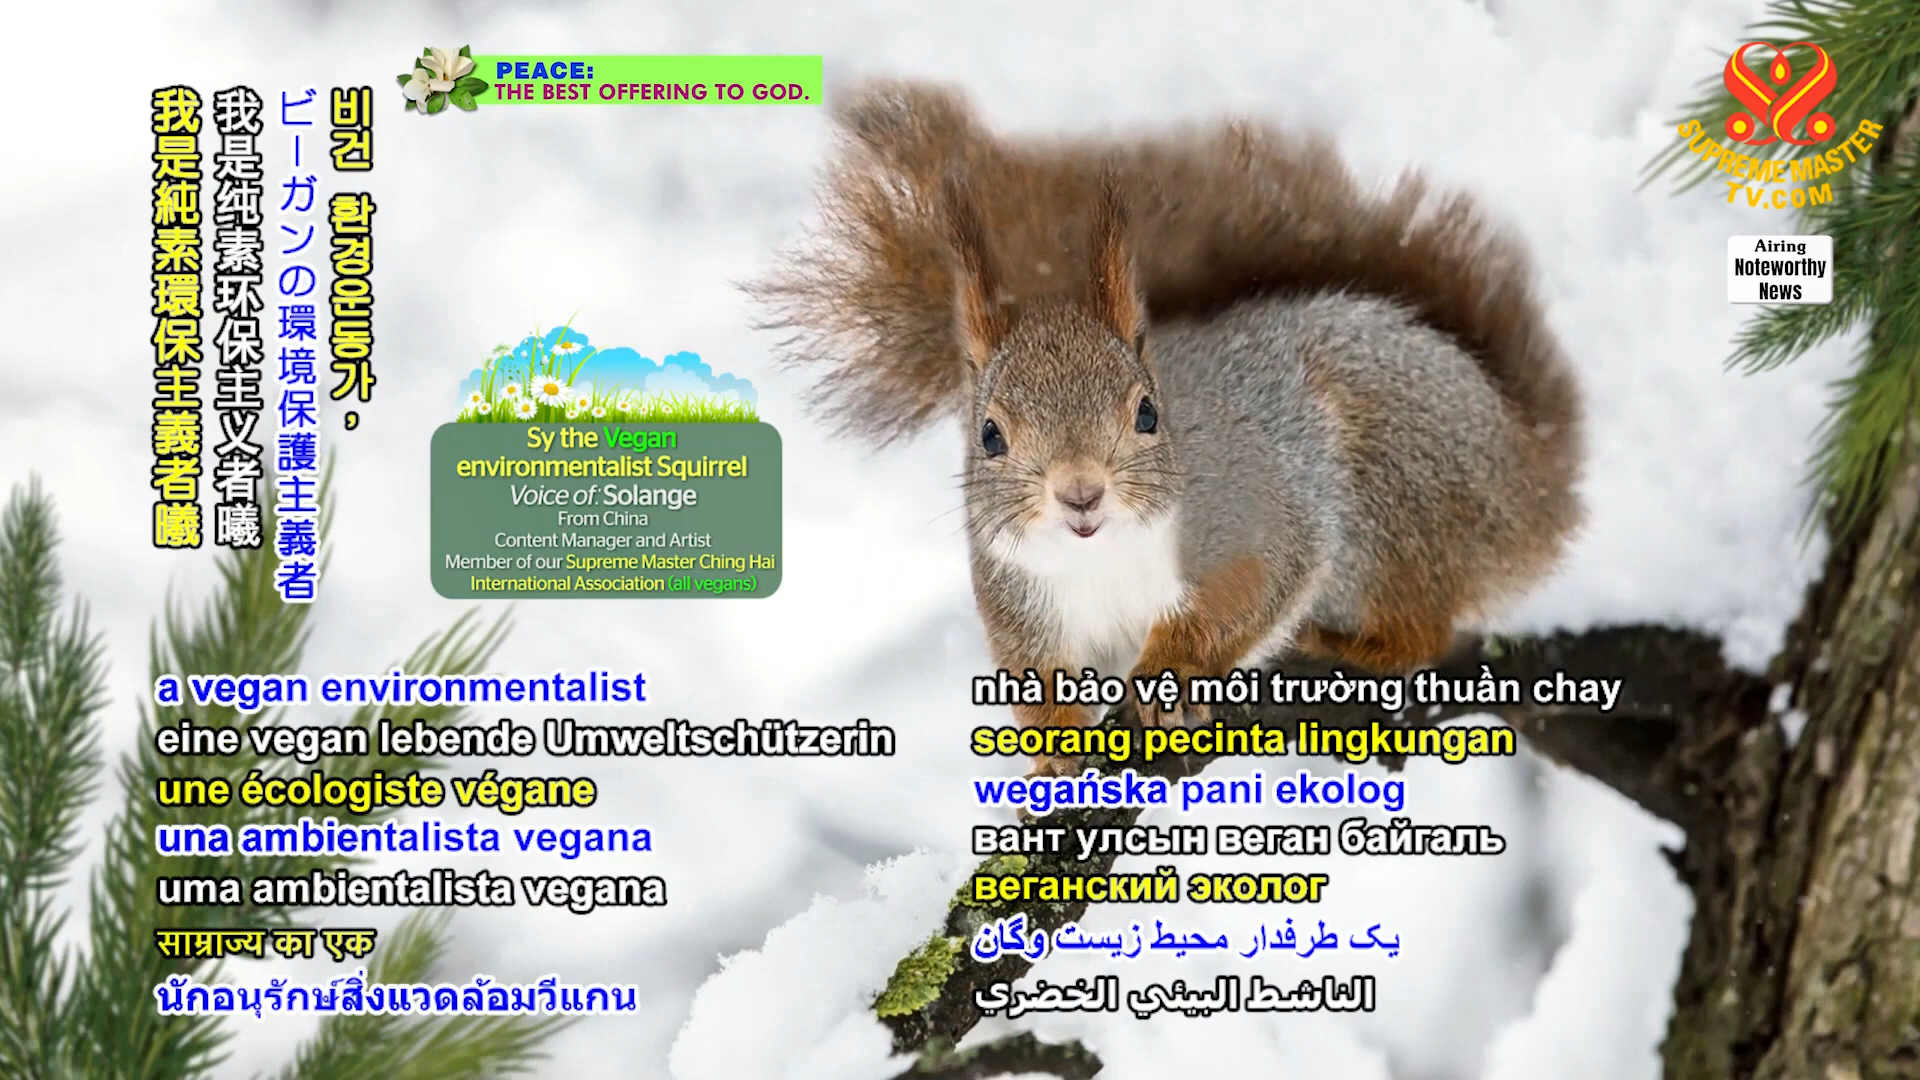 PEACE:
THE BEST OFFERING TO GOD.
SUPREME MASTER
TV.COM
Airing
Noteworthy
News
비건 환경운동가,
ビーガンの環境保護主義者
我是纯素环保主义者曦
我是純素環保主義者曦
Sy the Vegan
environmentalist Squirrel
Voice of: Solange
From China
Content Manager and Artist
Member of our Supreme Master Ching Hai
International Association (all vegans)
a vegan environmentalist
eine vegan lebende Umweltschützerin
une écologiste végane
una ambientalista vegana
uma ambientalista vegana
साम्राज्य का एक
นักอนุรักษ์สิ่งแวดล้อมวีแกน
nhà bảo vệ môi trường thuần chay
seorang pecinta lingkungan
wegańska pani ekolog
вант улсын веган байгаль
веганский эколог
یک طرفدار محیط زیست وگان
الناشط البيئي الخضري